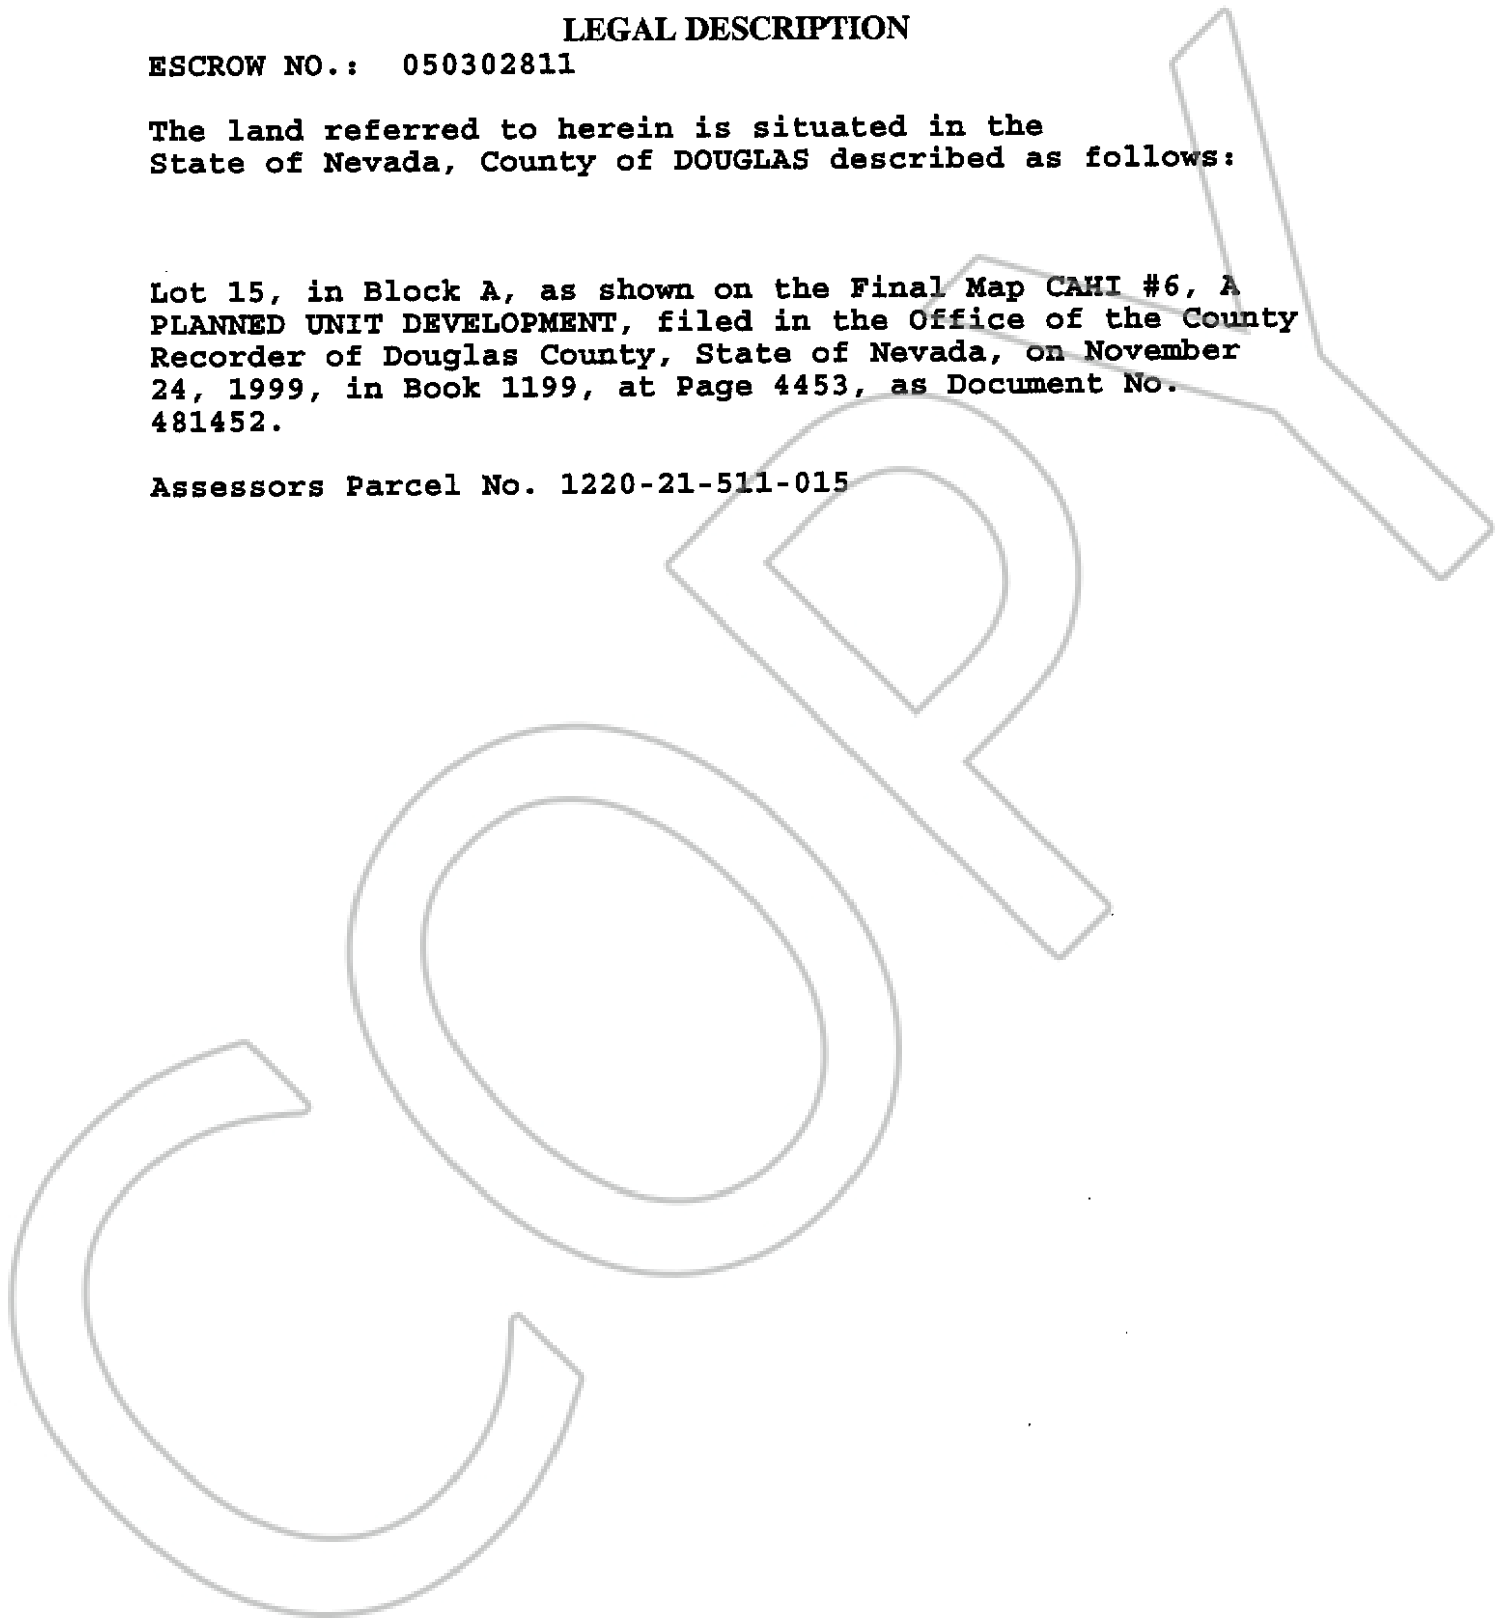 LEGAL DESCRIPTION
ESCROW NO.: 050302811
The land referred to herein is situated in the
State of Nevada, County of DOUGLAS described as follows:
Lot 15, in Block A, as shown on the Final Map CAHI #6, A
PLANNED UNIT DEVELOPMENT, filed in the Office of the County
Recorder of Douglas County, State of Nevada, on November
24, 1999, in Book 1199, at Page 4453, as Document No.
481452.
Assessors Parcel No. 1220-21-511-015
COPY